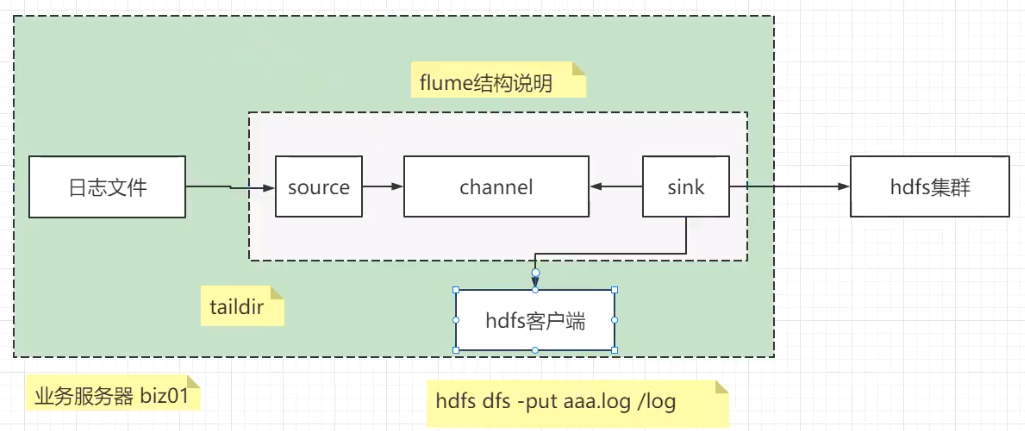 flume结构说明
日志文件
source
channel
sink
hdfs集群
taildir
hdfs客户端
业务服务器 biz01
hdfs dfs -put aaa.log /log